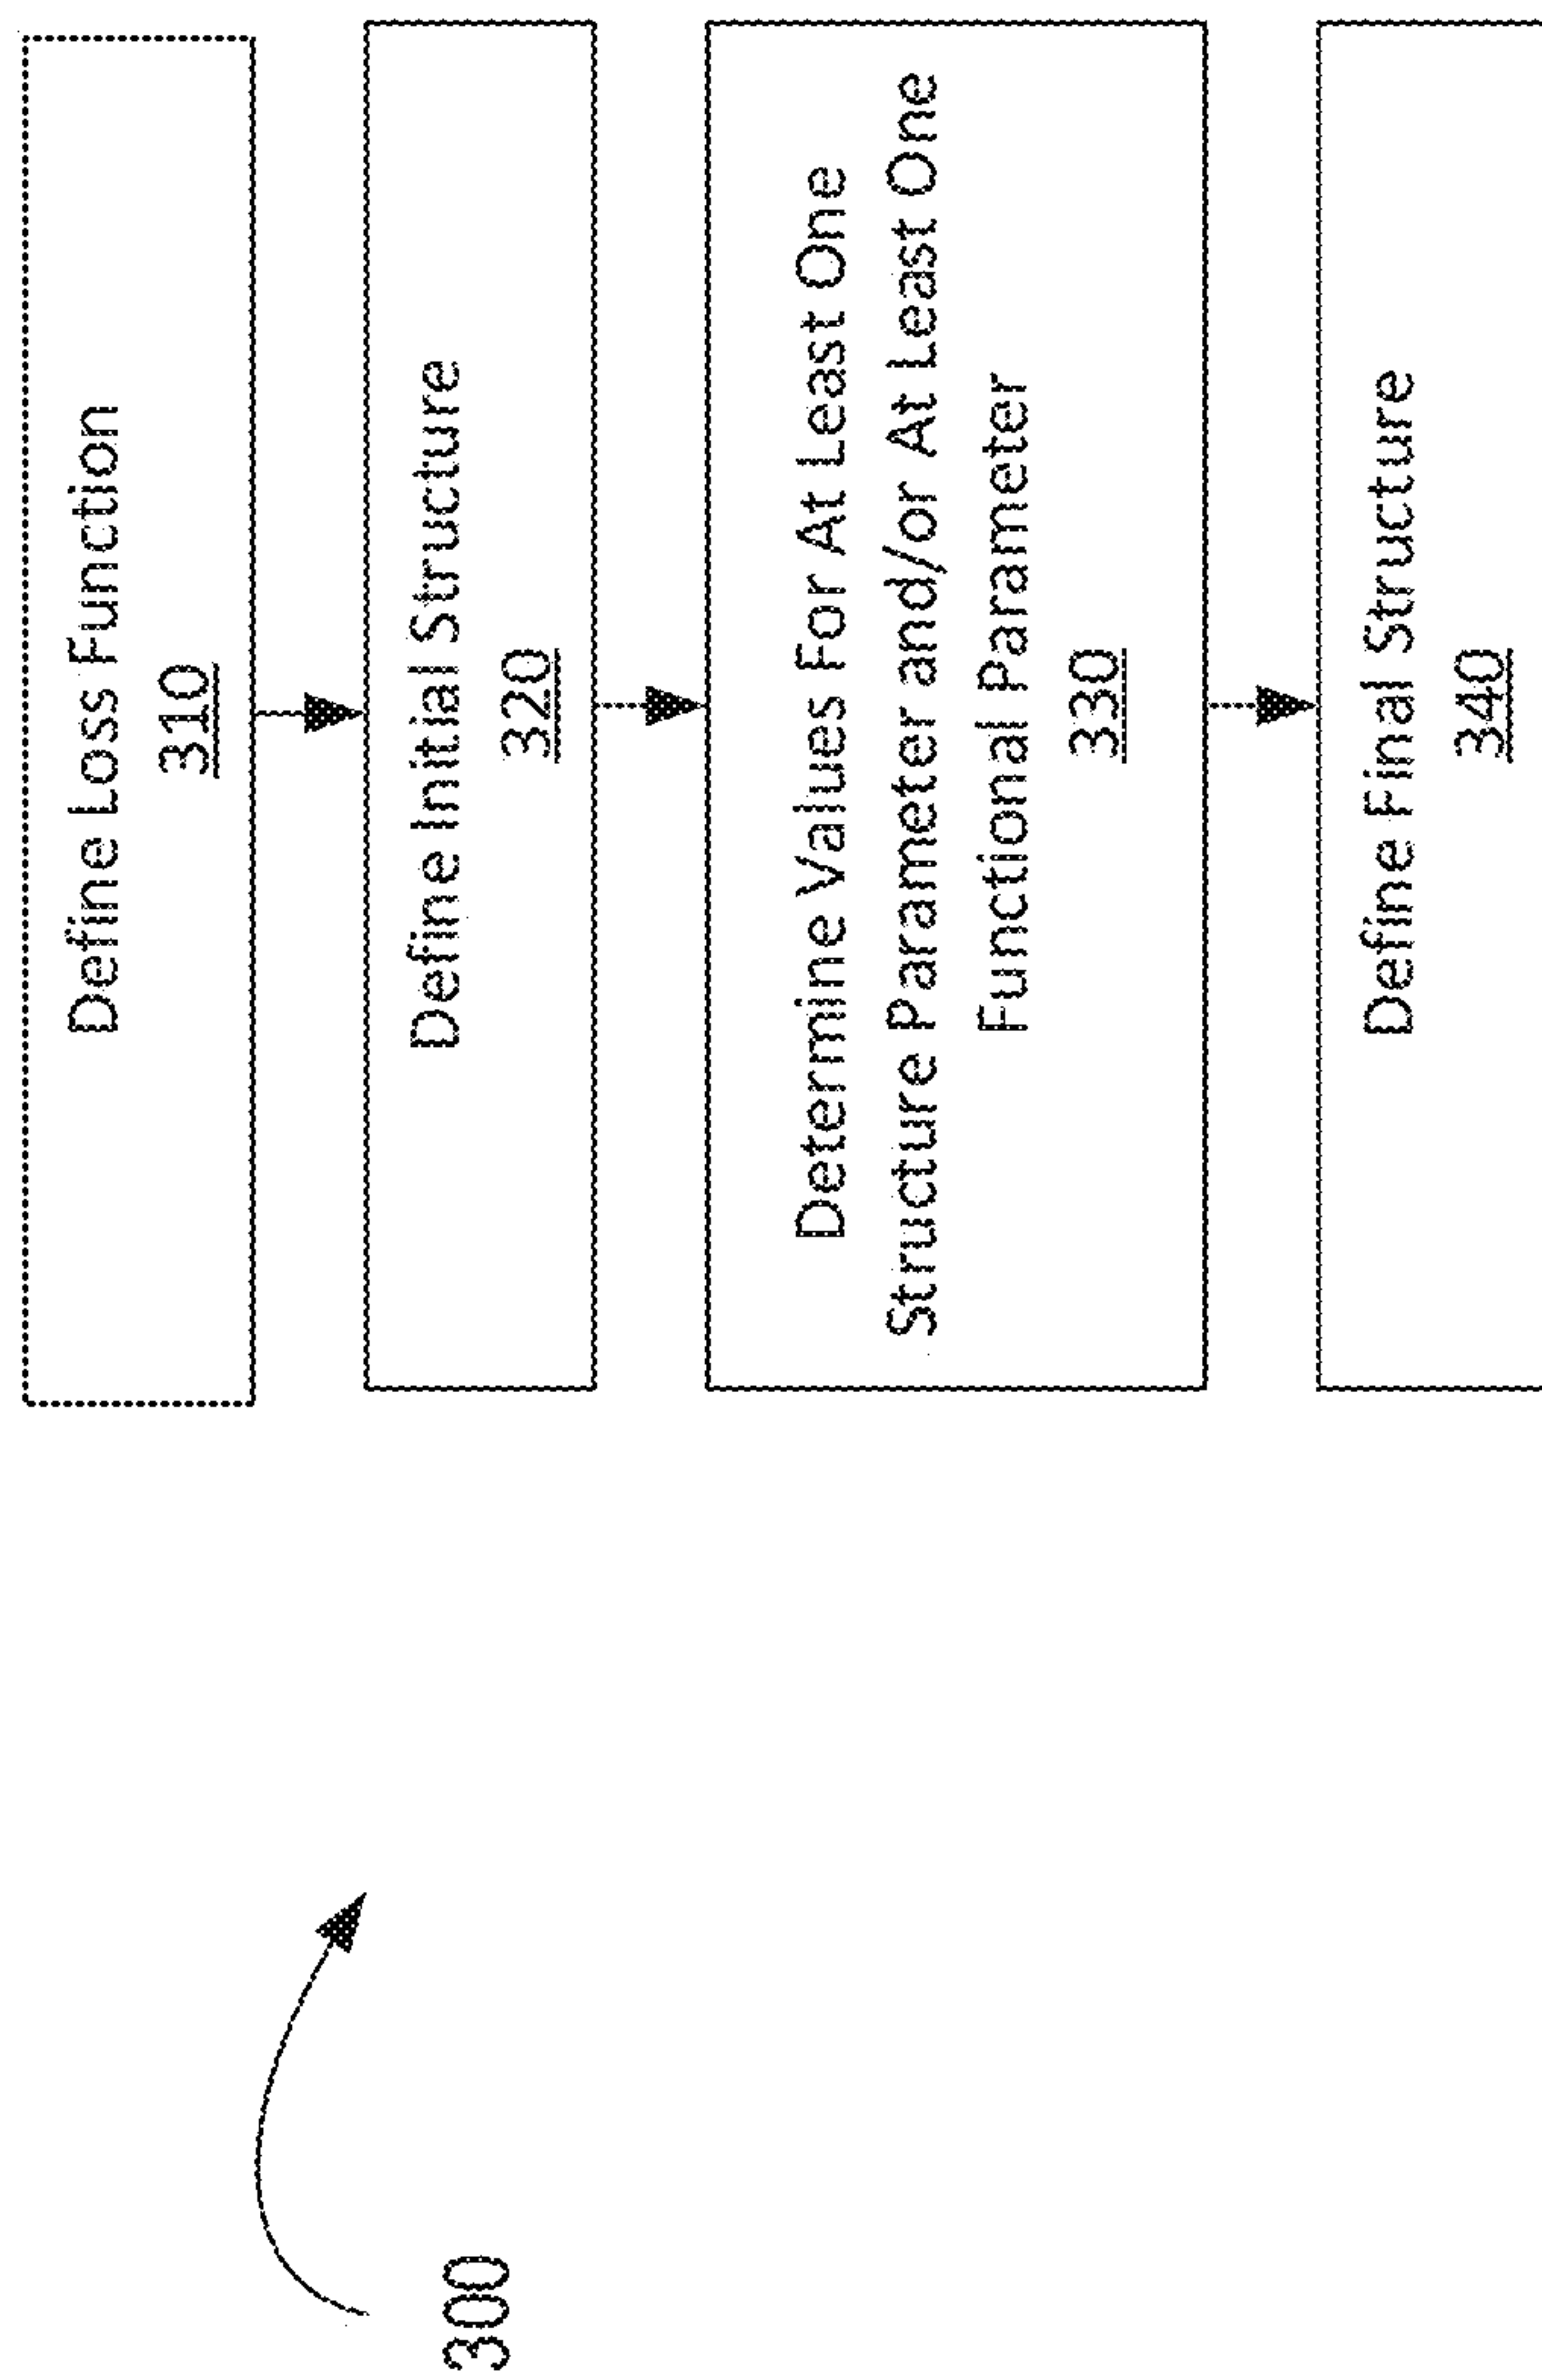 300
Define Loss Function
310
Define Initial Structure
320
Determine Values For At Least One
Structure Parameter and/or At Least One
Functional Parameter
330
Define Final Structure
340